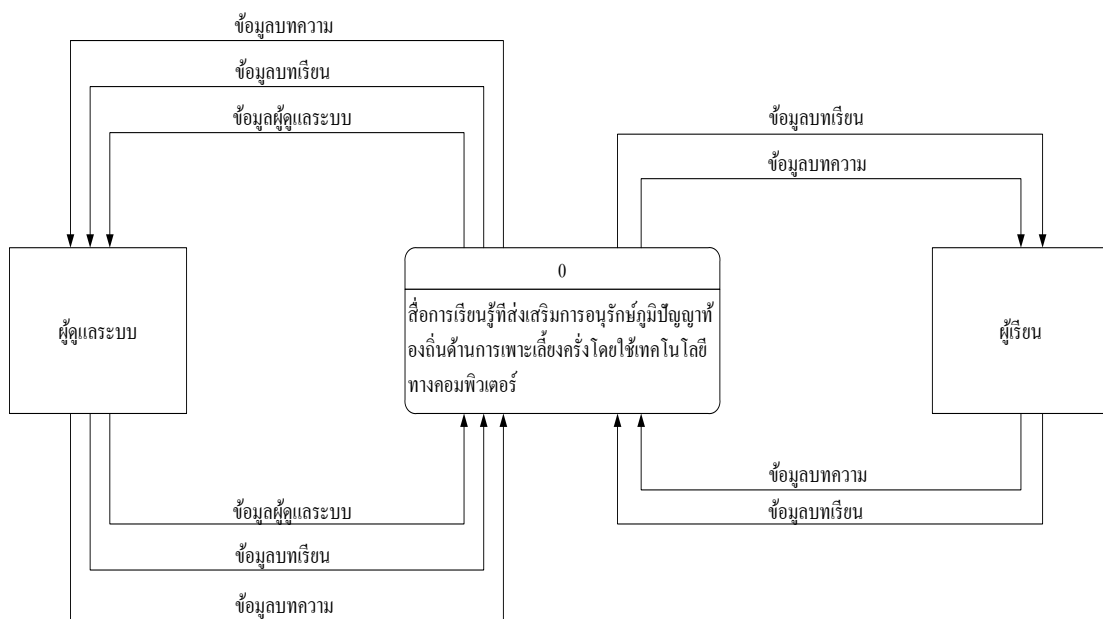 ข้อมูลบทความ
ข้อมูลบทเรียน
ข้อมูลผู้ดูแลระบบ
ข้อมูลบทเรียน
ข้อมูลบทความ
ผู้ดูแลระบบ
0
สื่อการเรียนรู้ที่ส่งเสริมการอนุรักษ์ภูมิปัญญาท้
องถิ่นด้านการเพาะเลี้ยงครั่งโดยใช้เทคโนโลยี
ทางคอมพิวเตอร์
ผู้เรียน
ข้อมูลบทความ
ข้อมูลบทเรียน
ข้อมูลผู้ดูแลระบบ
ข้อมูลบทเรียน
ข้อมูลบทความ